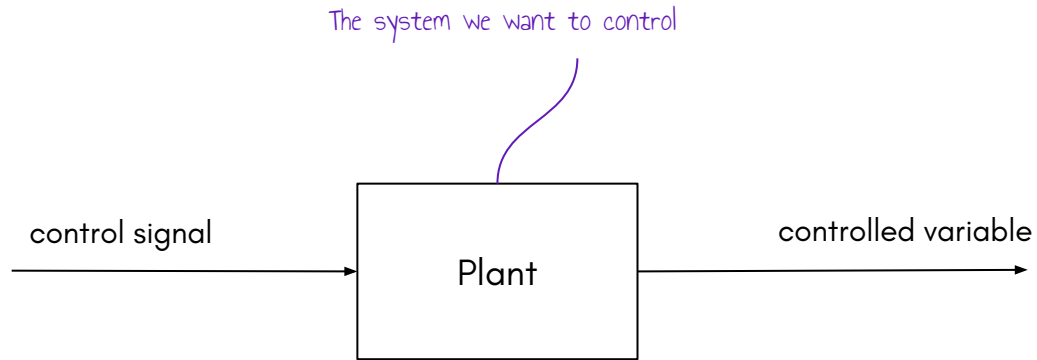 The system we want to control
control signal
controlled variable
Plant